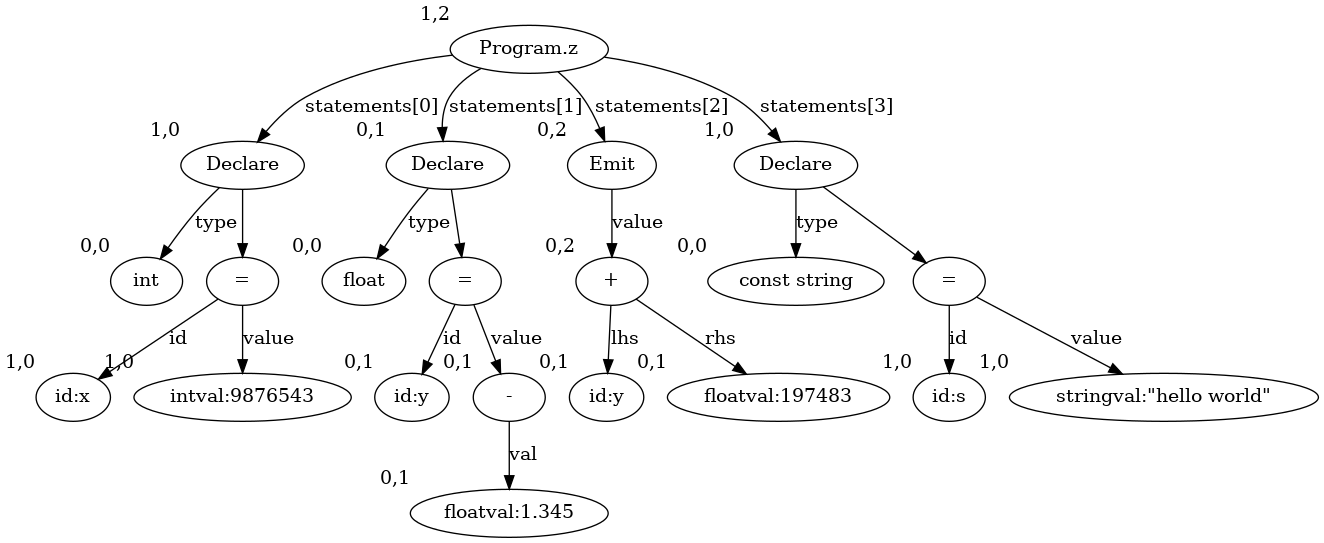 1,2
Program.z
statements[0] statements[1] statements[2] statements[3]
1,0 0,1 0,2 1,0
Declare Declare Emit Declare
type type value type
0,0 0,0 0,2 0,0
int = float = + const string =
id value id value lhs rhs id value
1,0 1,0 0,1 0,1 0,1 0,1 1,0 1,0
id:x intval:9876543 id:y - id:y floatval:197483 id:s stringval:"hello world"
val
0,1
floatval:1.345